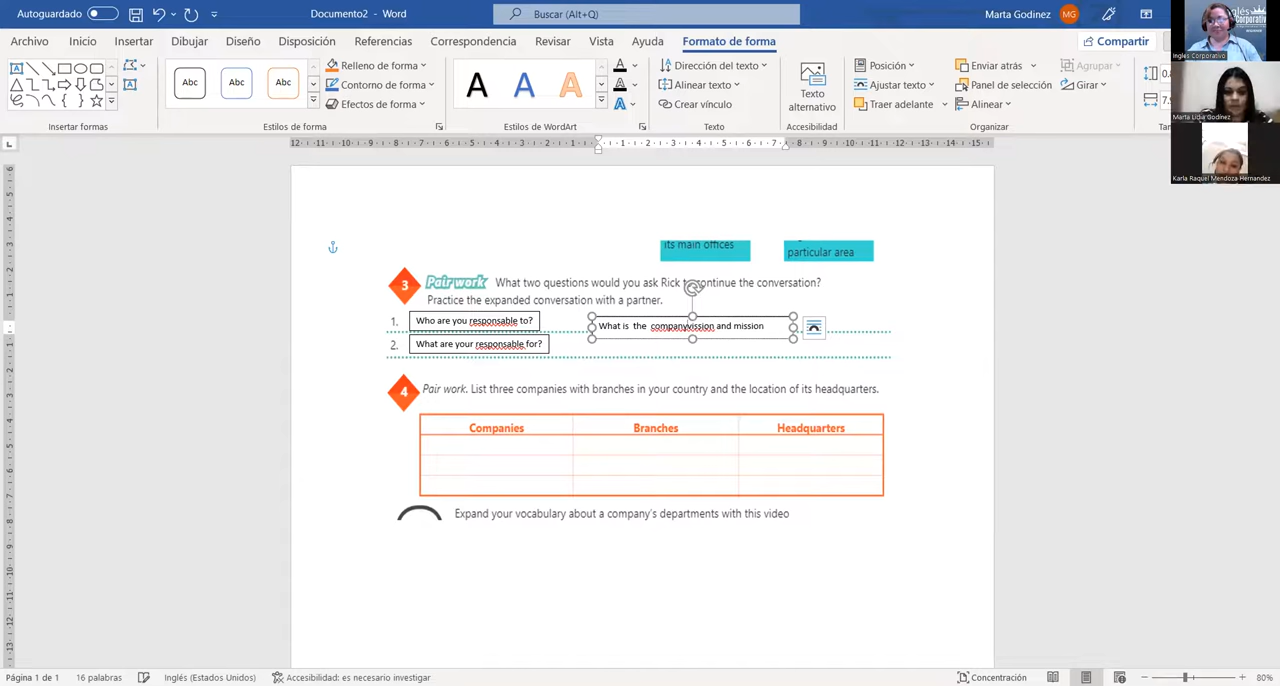 Autoguardado
Documento2 - Word
Buscar (Alt+Q)
Marta Godinez
MG
Archivo Inicio Insertar Dibujar Diseño Disposición Referencias Correspondencia Revisar Vista Ayuda Formato de forma
Compartir
Abc Abc Abc
Relleno de forma
Contorno de forma
Efectos de forma
A A A
Dirección del texto
Alinear texto
Crear vínculo
Texto
alternativo
Posición
Ajustar texto
Traer adelante
Enviar atrás
Panel de selección
Alinear
Agrupar
Girar
Insertar formas
Estilos de forma
Estilos de WordArt
Texto
Accesibilidad
Organizar
Inglés Corporativo
Marta Lidia Godinez
Karla Raquel Mendoza Hernandez
its main offices
particular area
3 Pair work What two questions would you ask Rick to continue the conversation?
Practice the expanded conversation with a partner.
1. Who are you responsable to?
What is the companyvission and mission
2. What are your responsable for?
4 Pair work. List three companies with branches in your country and the location of its headquarters.
Companies Branches Headquarters
Expand your vocabulary about a company's departments with this video
Página 1 de 1 16 palabras Inglés (Estados Unidos) Accesibilidad: es necesario investigar
Concentración
80%